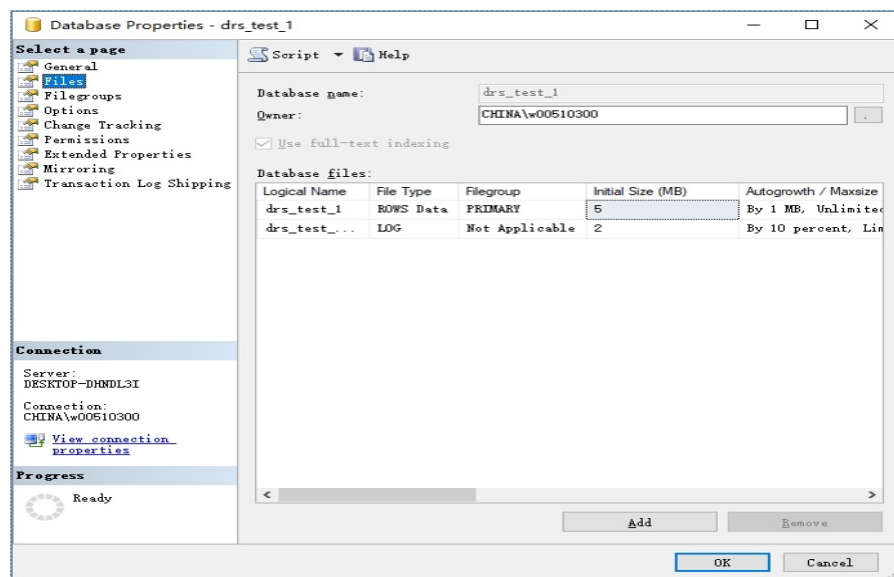 Database Properties - drs_test_1
Select a page
General
Files
Filegroups
Options
Change Tracking
Permissions
Extended Properties
Mirroring
Transaction Log Shipping
Script Help
Database name: drs_test_1
Owner: CHINA\w00510300
.
Use full-text indexing
Database files:
Logical Name File Type Filegroup Initial Size (MB) Autogrowth / Maxsize
drs_test_1 ROWS Data PRIMARY 5 By 1 MB, Unlimited
drs_test_... LOG Not Applicable 2 By 10 percent, Lim
Connection
Server:
DESKTOP-DHNDL3I
Connection:
CHINA\w00510300
View connection
properties
Progress
Ready
Add Remove
OK Cancel